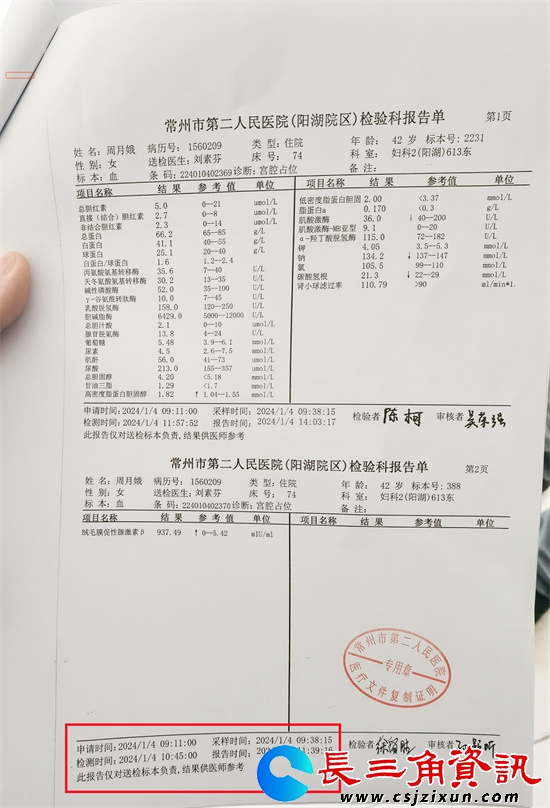 常州市第二人民医院(阳湖院区)检验科报告单 第1页
姓 名: 周月娥 病历号: 1560209 类 型: 住院 年 龄: 42 岁 标本号: 2231
性 别: 女 送检医生: 刘素芬 床 号: 74 科 室: 妇科2(阳湖)613东
标 本: 血 条 码: 224010402369 诊断: 宫腔占位 备 注:
项目名称 结 果 参 考 值 单 位 项目名称 结 果 参考值 单 位
总胆红素 5.0 0--21 umol/L 低密度脂蛋白胆固 2.00 <3.37 mmol/L
直接（结合）胆红素 2.7 0--8 umol/L 脂蛋白a 0.170 <0.3 g/L
非结合胆红素 2.3 0--14 umol/L 肌酸激酶 36.0 ↓ 40--200 U/L
总蛋白 66.2 65--85 g/L 肌酸激酶-MB亚型 9.1 0--20 U/L
白蛋白 41.1 40--55 g/L α-羟丁酸脱氢酶 115.0 72--182 U/L
球蛋白 25.1 20--40 g/L 钾 4.05 3.5--5.3 mmol/L
白蛋白/球蛋白 1.6 1.2--2.4 钠 134.2 ↓ 137--147 mmol/L
丙氨酸氨基转移酶 35.6 7--40 U/L 氯 105.5 99--110 mmol/L
天冬氨酸氨基转移酶 30.2 13--35 U/L 碳酸氢根 21.3 ↓ 22--29 mmol/L
碱性磷酸酶 52.0 35--100 U/L 肾小球滤过率 110.79 >90 ml/min*1.
γ-谷氨酰转肽酶 10.0 7--45 U/L
乳酸脱氢酶 158.0 120--250 U/L
胆碱脂酶 6429.0 5000--12000 U/L
总胆汁酸 2.1 0--10 umol/L
腺苷脱氨酶 13.8 4--24 U/L
葡萄糖 5.48 3.9--6.1 mmol/L
尿素 4.5 2.6--7.5 mmol/L
肌酐 56.0 41--73 umol/L
尿酸 213.0 155--357 umol/L
总胆固醇 4.20 <5.18 mmol/L
甘油三脂 1.29 <1.7 mmol/L
高密度脂蛋白胆固醇 1.82 ↑ 1.04--1.55 mmol/L
申请时间:2024/1/4 09:11:00 采样时间:2024/1/4 09:38:15 检验者 陈柯 审核者
检测时间:2024/1/4 11:57:52 报告时间:2024/1/4 14:03:17
此报告仅对送检标本负责,结果供医师参考
常州市第二人民医院(阳湖院区)检验科报告单 第2页
姓 名: 周月娥 病历号: 1560209 类 型: 住院 年 龄: 42 岁 标本号: 388
性 别: 女 送检医生: 刘素芬 床 号: 74 科 室: 妇科2(阳湖)613东
标 本: 血 条 码: 224010402370 诊断: 宫腔占位 备 注:
项目名称 结 果 参 考 值 单 位 项目名称 结 果 参考值 单 位
绒毛膜促性腺激素β 937.49 ↑ 0--5.42 mIU/ml
常州市第二人民医院
专用章
医疗文件复制证明
申请时间:2024/1/4 09:11:00 采样时间:2024/1/4 09:38:15 检验者 审核者
检测时间:2024/1/4 10:45:00 报告时间:
此报告仅对送检标本负责,结果供医师参考
長三角資訊
www.csjzixun.com